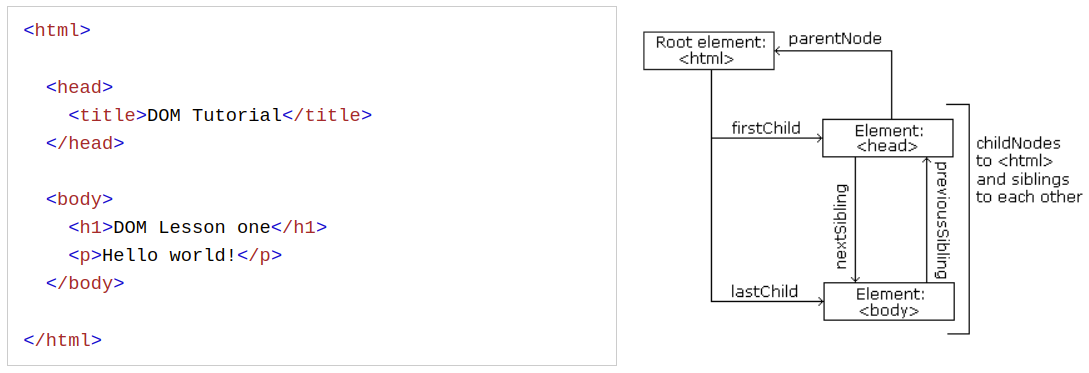 <html>
<head>
<title>DOM Tutorial</title>
</head>
<body>
<h1>DOM Lesson one</h1>
<p>Hello world!</p>
</body>
</html>
Root element:
<html>
parentNode
firstChild
Element:
<head>
childNodes
to <html>
and siblings
to each other
nextSibling
previousSibling
lastChild
Element:
<body>